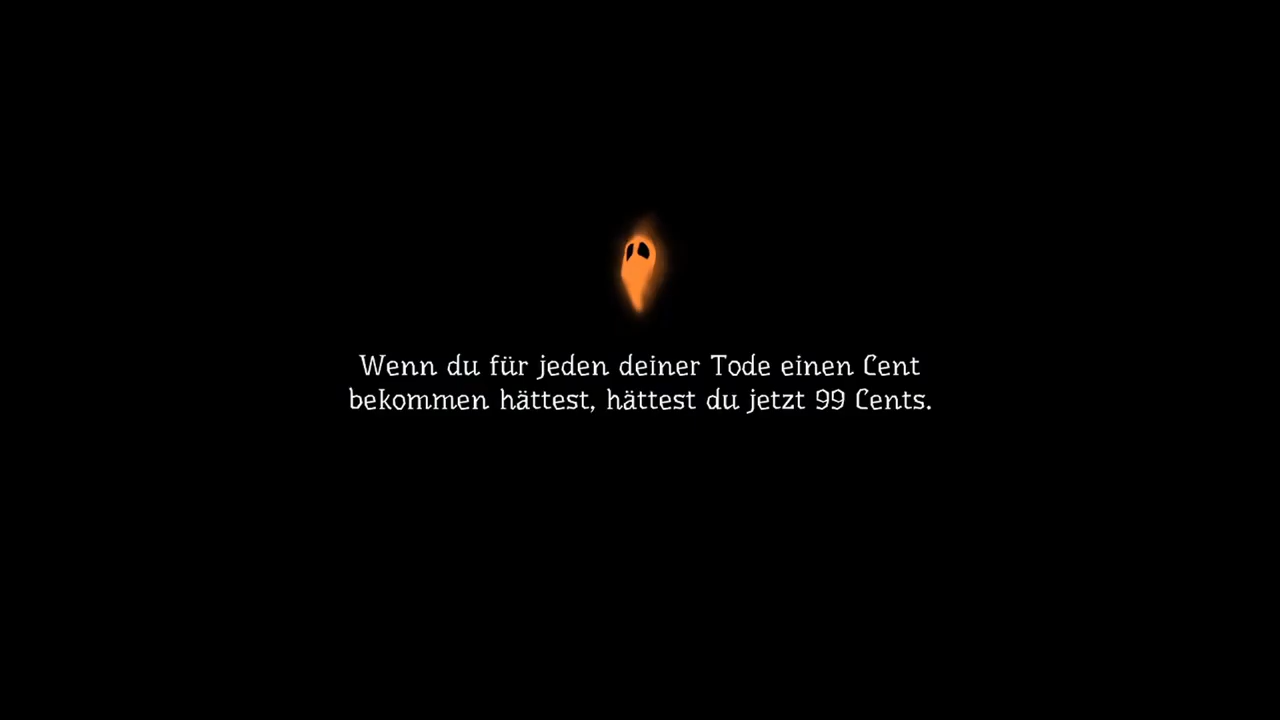 Wenn du für jeden deiner Tode einen Cent
bekommen hättest, hättest du jetzt 99 Cents.